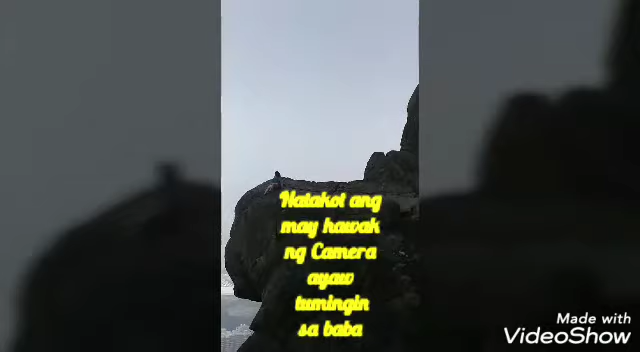 Natakot ang
may hawak
ng Camera
ayaw
tumingin
sa baba
Made with
VideoShow